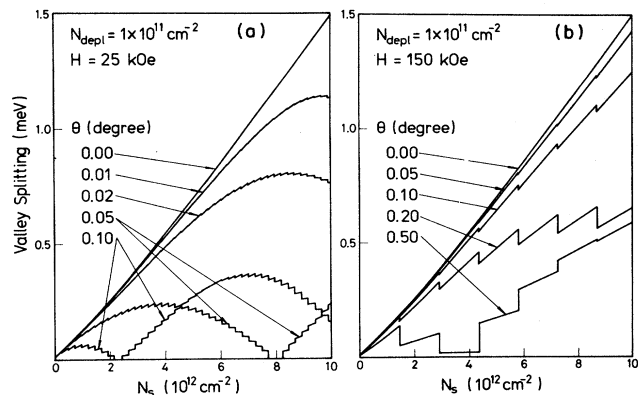 1.5
1.0
0.5
Valley Splitting (meV)
N_depl = 1×10^11 cm^-2 (a)
H = 25 kOe
θ (degree)
0.00
0.01
0.02
0.05
0.10
0 2 4 6 8 10
N_s (10^12 cm^-2)
1.5
1.0
0.5
N_depl = 1×10^11 cm^-2 (b)
H = 150 kOe
θ (degree)
0.00
0.05
0.10
0.20
0.50
0 2 4 6 8 10
N_s (10^12 cm^-2)